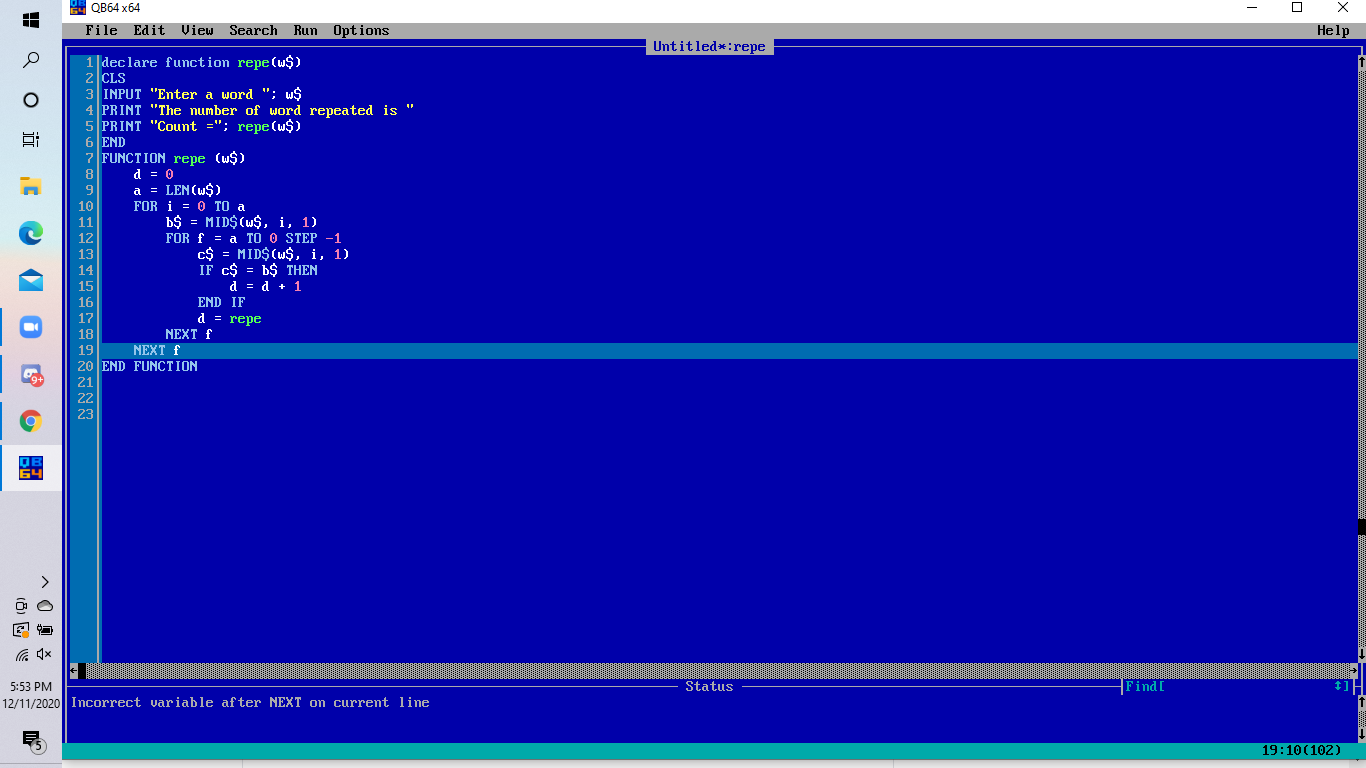 QB64 x64
File Edit View Search Run Options Help
Untitled*:repe
1 declare function repe(w$)
2 CLS
3 INPUT "Enter a word "; w$
4 PRINT "The number of word repeated is "
5 PRINT "Count ="; repe(w$)
6 END
7 FUNCTION repe (w$)
8 d = 0
9 a = LEN(w$)
10 FOR i = 0 TO a
11 b$ = MID$(w$, i, 1)
12 FOR f = a TO 0 STEP -1
13 c$ = MID$(w$, i, 1)
14 IF c$ = b$ THEN
15 d = d + 1
16 END IF
17 d = repe
18 NEXT f
19 NEXT f
20 END FUNCTION
21
22
23
9+
QB
64
Status
Find[ ]
Incorrect variable after NEXT on current line
5:53 PM
12/11/2020
5
19:10(102)